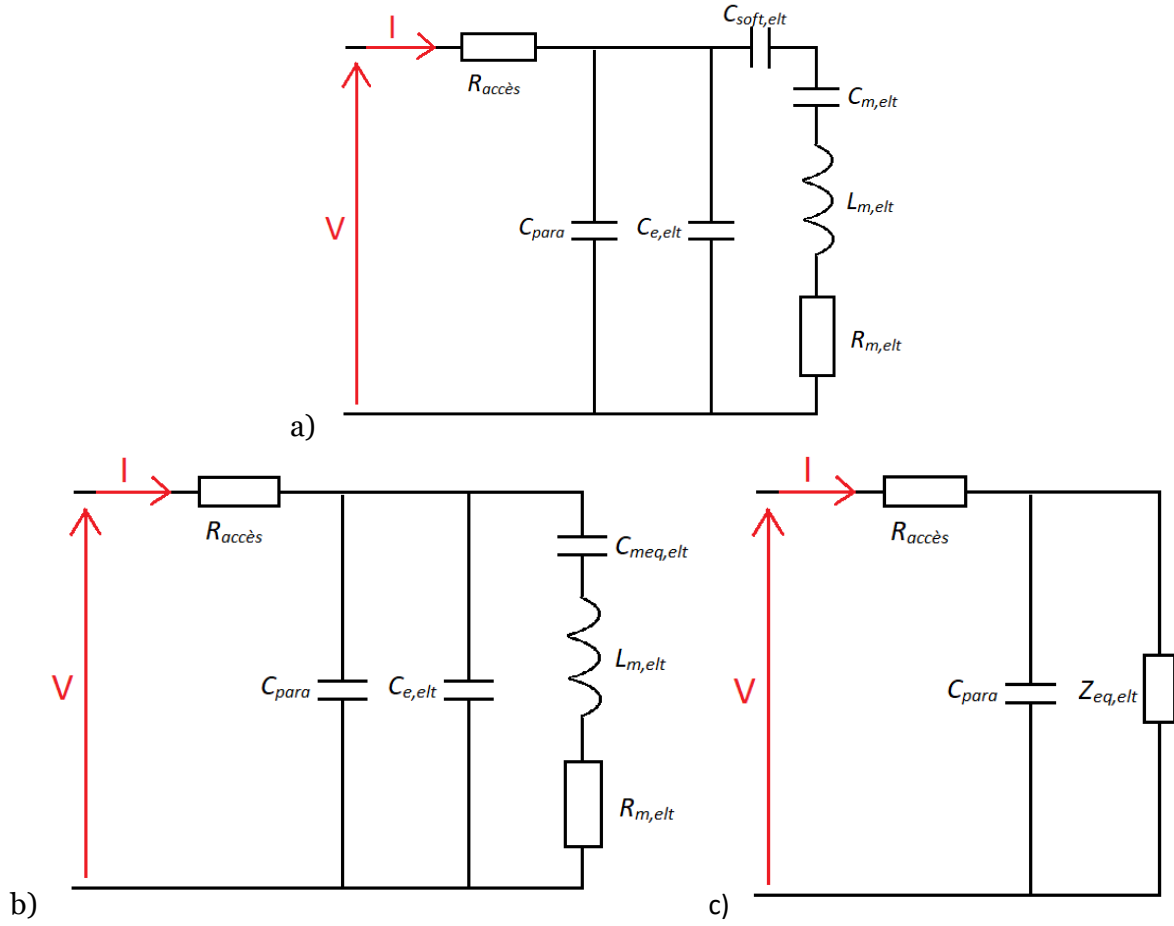 C_soft,elt
I
R_accès
C_m,elt
L_m,elt
V
C_para
C_e,elt
R_m,elt
a)
I
R_accès
C_meq,elt
L_m,elt
V
C_para
C_e,elt
R_m,elt
b)
I
R_accès
V
C_para
Z_eq,elt
c)